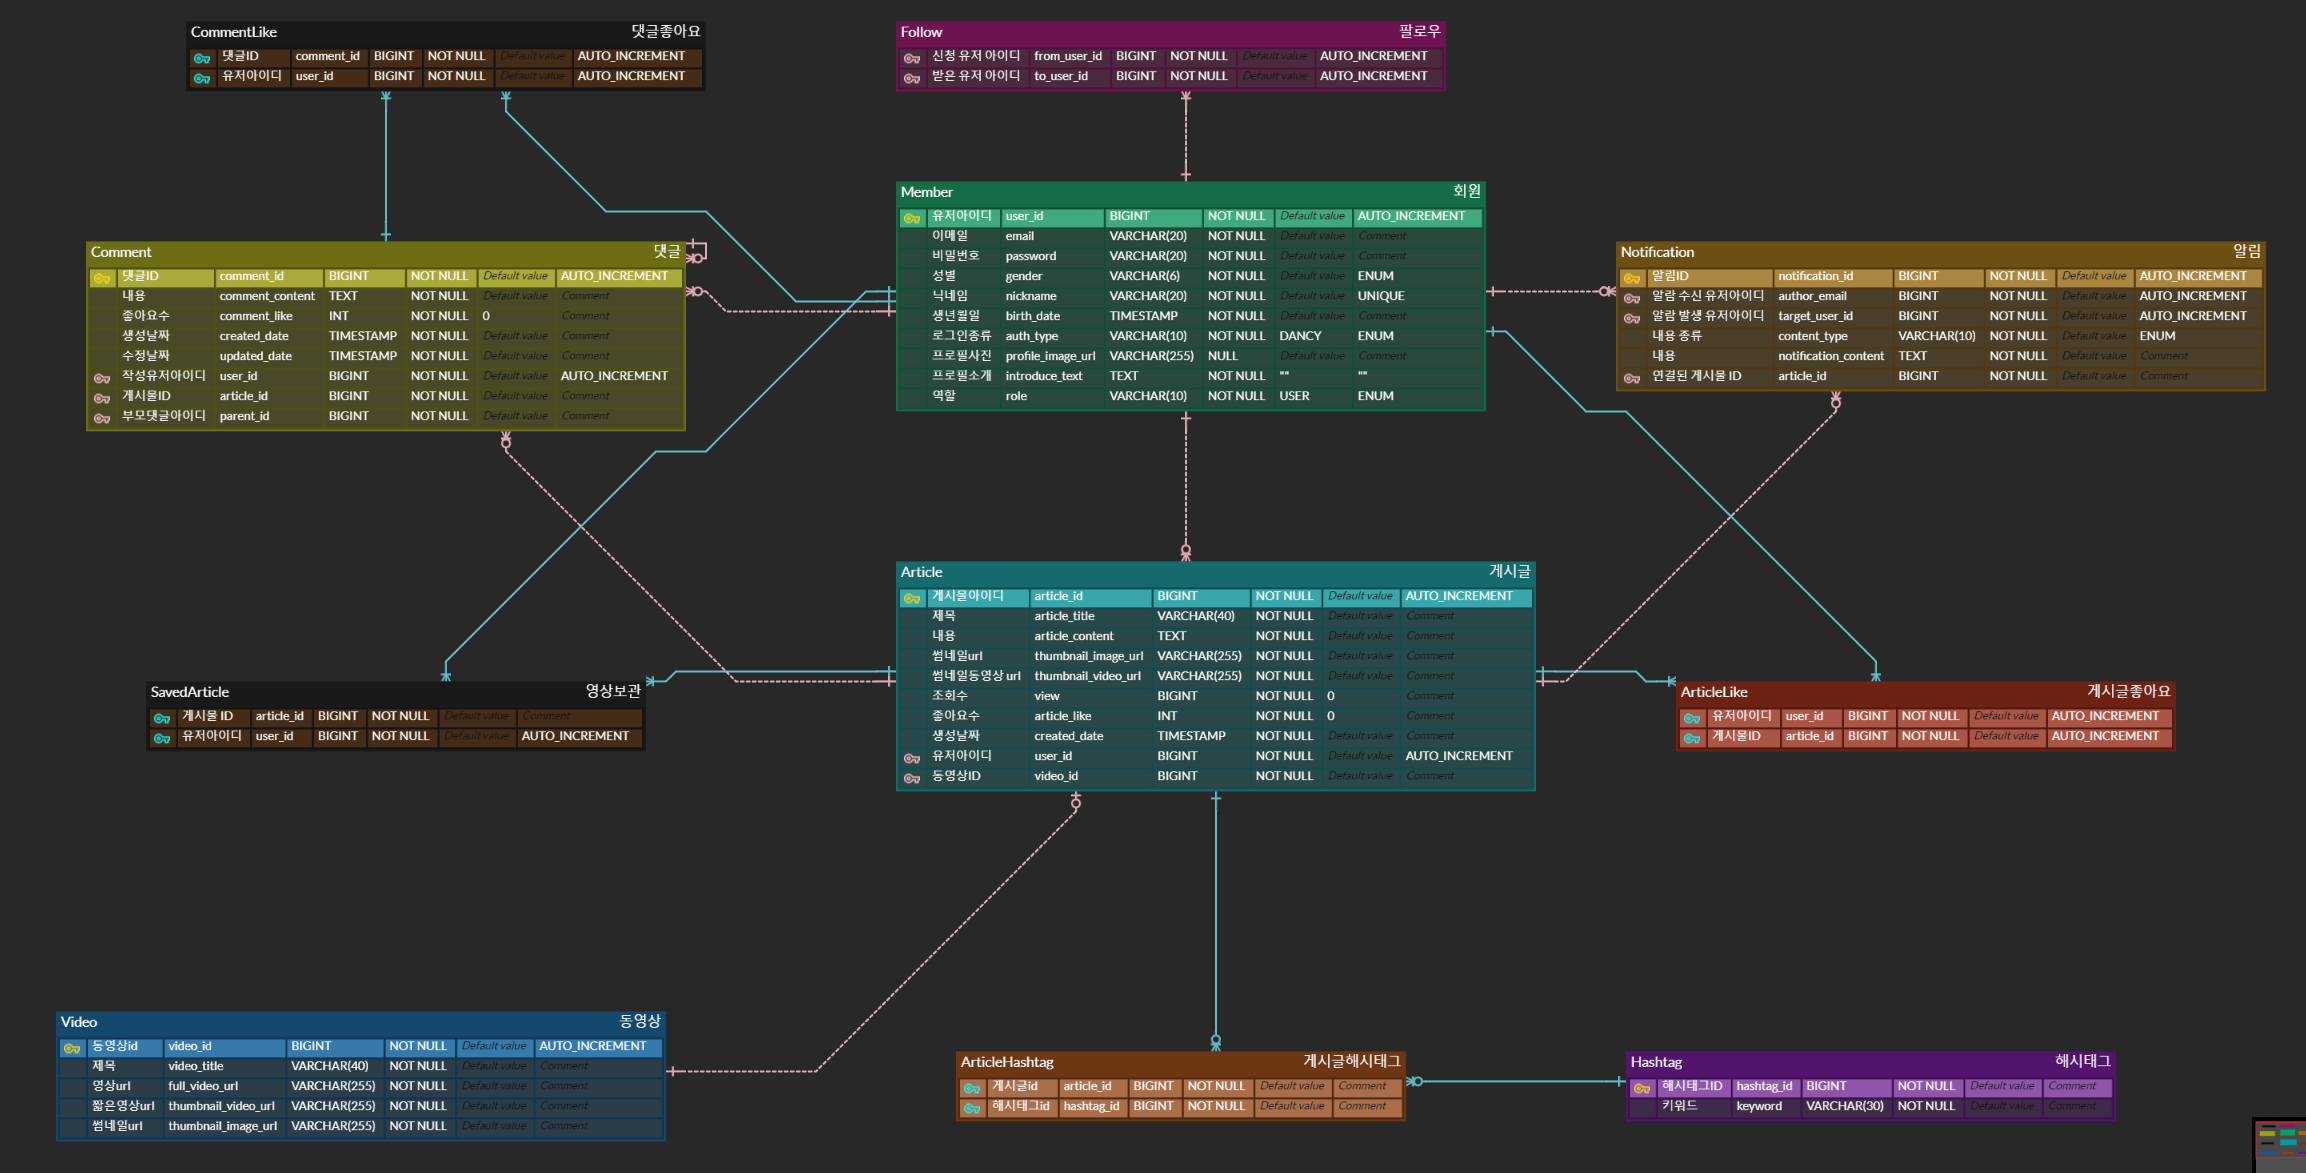 CommentLike 댓글좋아요
댓글ID comment_id BIGINT NOT NULL Default value AUTO_INCREMENT
유저아이디 user_id BIGINT NOT NULL Default value AUTO_INCREMENT
Follow 팔로우
신청 유저 아이디 from_user_id BIGINT NOT NULL Default value AUTO_INCREMENT
받은 유저 아이디 to_user_id BIGINT NOT NULL Default value AUTO_INCREMENT
Member 회원
유저아이디 user_id BIGINT NOT NULL Default value AUTO_INCREMENT
이메일 email VARCHAR(20) NOT NULL Default value Comment
비밀번호 password VARCHAR(20) NOT NULL Default value Comment
성별 gender VARCHAR(6) NOT NULL Default value ENUM
닉네임 nickname VARCHAR(20) NOT NULL Default value UNIQUE
생년월일 birth_date TIMESTAMP NOT NULL Default value Comment
로그인종류 auth_type VARCHAR(10) NOT NULL DANCY ENUM
프로필사진 profile_image_url VARCHAR(255) NULL Default value Comment
프로필소개 introduce_text TEXT NOT NULL "" ""
역할 role VARCHAR(10) NOT NULL USER ENUM
Comment 댓글
댓글ID comment_id BIGINT NOT NULL Default value AUTO_INCREMENT
내용 comment_content TEXT NOT NULL Default value Comment
좋아요수 comment_like INT NOT NULL 0 Comment
생성날짜 created_date TIMESTAMP NOT NULL Default value Comment
수정날짜 updated_date TIMESTAMP NOT NULL Default value Comment
작성유저아이디 user_id BIGINT NOT NULL Default value AUTO_INCREMENT
게시물ID article_id BIGINT NOT NULL Default value Comment
부모댓글아이디 parent_id BIGINT NOT NULL Default value Comment
Notification 알림
알림ID notification_id BIGINT NOT NULL Default value AUTO_INCREMENT
알람 수신 유저아이디 author_email BIGINT NOT NULL Default value AUTO_INCREMENT
알람 발생 유저아이디 target_user_id BIGINT NOT NULL Default value AUTO_INCREMENT
내용 종류 content_type VARCHAR(10) NOT NULL Default value ENUM
내용 notification_content TEXT NOT NULL Default value Comment
연결된 게시물 ID article_id BIGINT NOT NULL Default value Comment
Article 게시글
게시물아이디 article_id BIGINT NOT NULL Default value AUTO_INCREMENT
제목 article_title VARCHAR(40) NOT NULL Default value Comment
내용 article_content TEXT NOT NULL Default value Comment
썸네일url thumbnail_image_url VARCHAR(255) NOT NULL Default value Comment
썸네일동영상 url thumbnail_video_url VARCHAR(255) NOT NULL Default value Comment
조회수 view BIGINT NOT NULL 0 Comment
좋아요수 article_like INT NOT NULL 0 Comment
생성날짜 created_date TIMESTAMP NOT NULL Default value Comment
유저아이디 user_id BIGINT NOT NULL Default value AUTO_INCREMENT
동영상ID video_id BIGINT NOT NULL Default value Comment
SavedArticle 영상보관
게시물 ID article_id BIGINT NOT NULL Default value Comment
유저아이디 user_id BIGINT NOT NULL Default value AUTO_INCREMENT
ArticleLike 게시글좋아요
유저아이디 user_id BIGINT NOT NULL Default value AUTO_INCREMENT
게시물ID article_id BIGINT NOT NULL Default value AUTO_INCREMENT
Video 동영상
동영상id video_id BIGINT NOT NULL Default value AUTO_INCREMENT
제목 video_title VARCHAR(40) NOT NULL Default value Comment
영상url full_video_url VARCHAR(255) NOT NULL Default value Comment
짧은영상url thumbnail_video_url VARCHAR(255) NOT NULL Default value Comment
썸네일url thumbnail_image_url VARCHAR(255) NOT NULL Default value Comment
ArticleHashtag 게시글해시태그
게시글id article_id BIGINT NOT NULL Default value Comment
해시태그id hashtag_id BIGINT NOT NULL Default value Comment
Hashtag 해시태그
해시태그ID hashtag_id BIGINT NOT NULL Default value Comment
키워드 keyword VARCHAR(30) NOT NULL Default value Comment